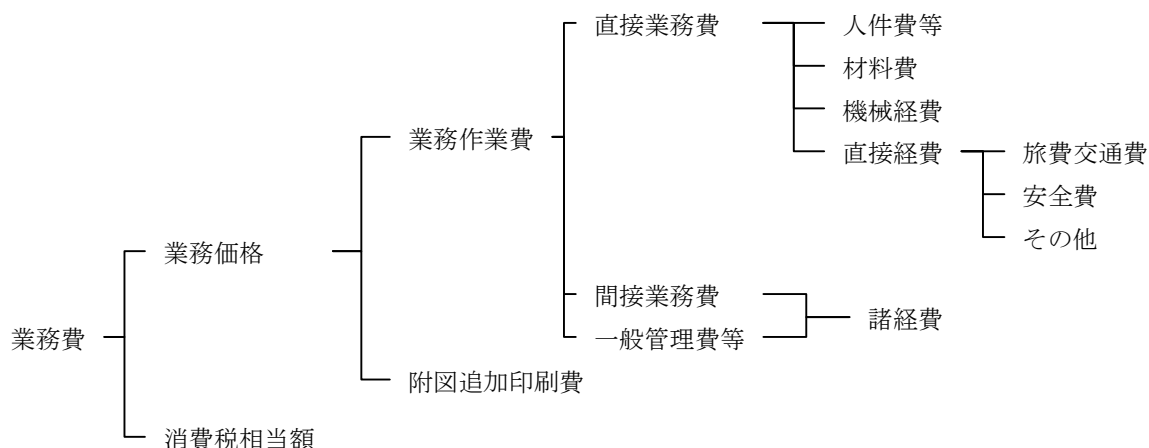 直接業務費
人件費等
材料費
機械経費
業務作業費
直接経費
旅費交通費
安全費
その他
業務価格
間接業務費
諸経費
業務費
一般管理費等
附図追加印刷費
消費税相当額